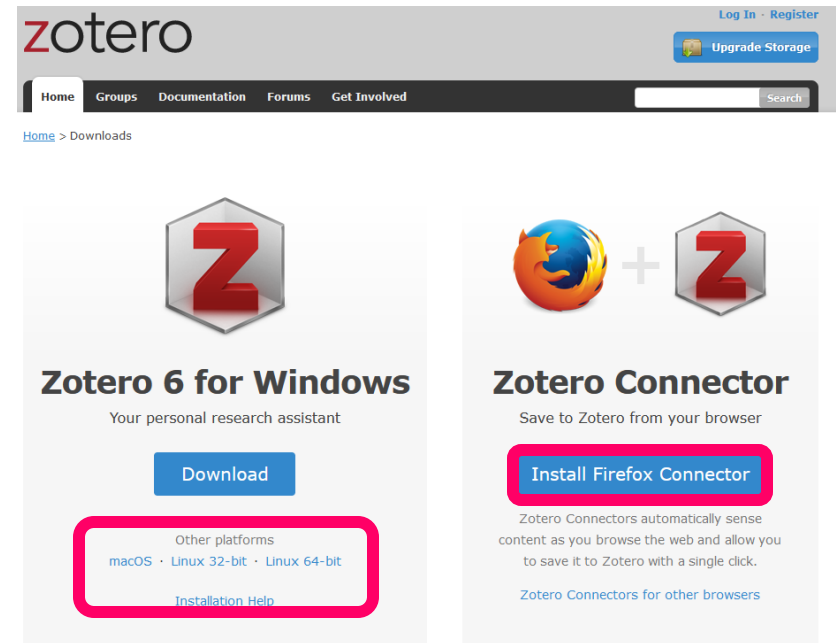 zotero
Log In · Register
Upgrade Storage
Home Groups Documentation Forums Get Involved
Search
Home > Downloads
Z
Z
Zotero 6 for Windows
Your personal research assistant
Download
Other platforms
macOS · Linux 32-bit · Linux 64-bit
Installation Help
Zotero Connector
Save to Zotero from your browser
Install Firefox Connector
Zotero Connectors automatically sense
content as you browse the web and allow you
to save it to Zotero with a single click.
Zotero Connectors for other browsers